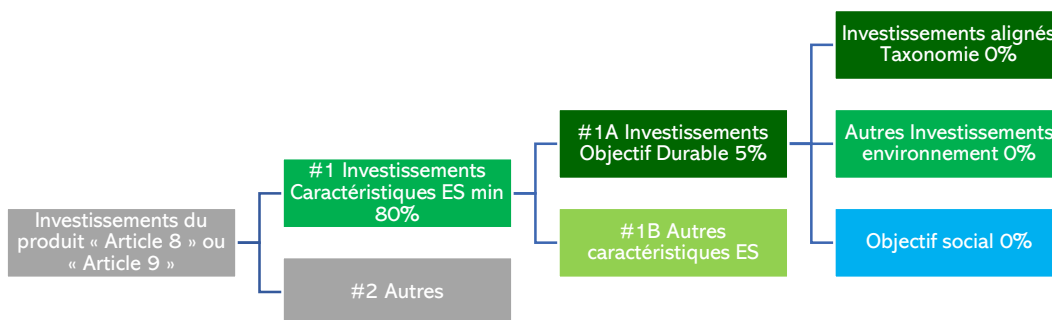 Investissements du
produit « Article 8 » ou
« Article 9 »
#1 Investissements
Caractéristiques ES min
80%
#2 Autres
#1A Investissements
Objectif Durable 5%
#1B Autres
caractéristiques ES
Investissements alignés
Taxonomie 0%
Autres Investissements
environnement 0%
Objectif social 0%